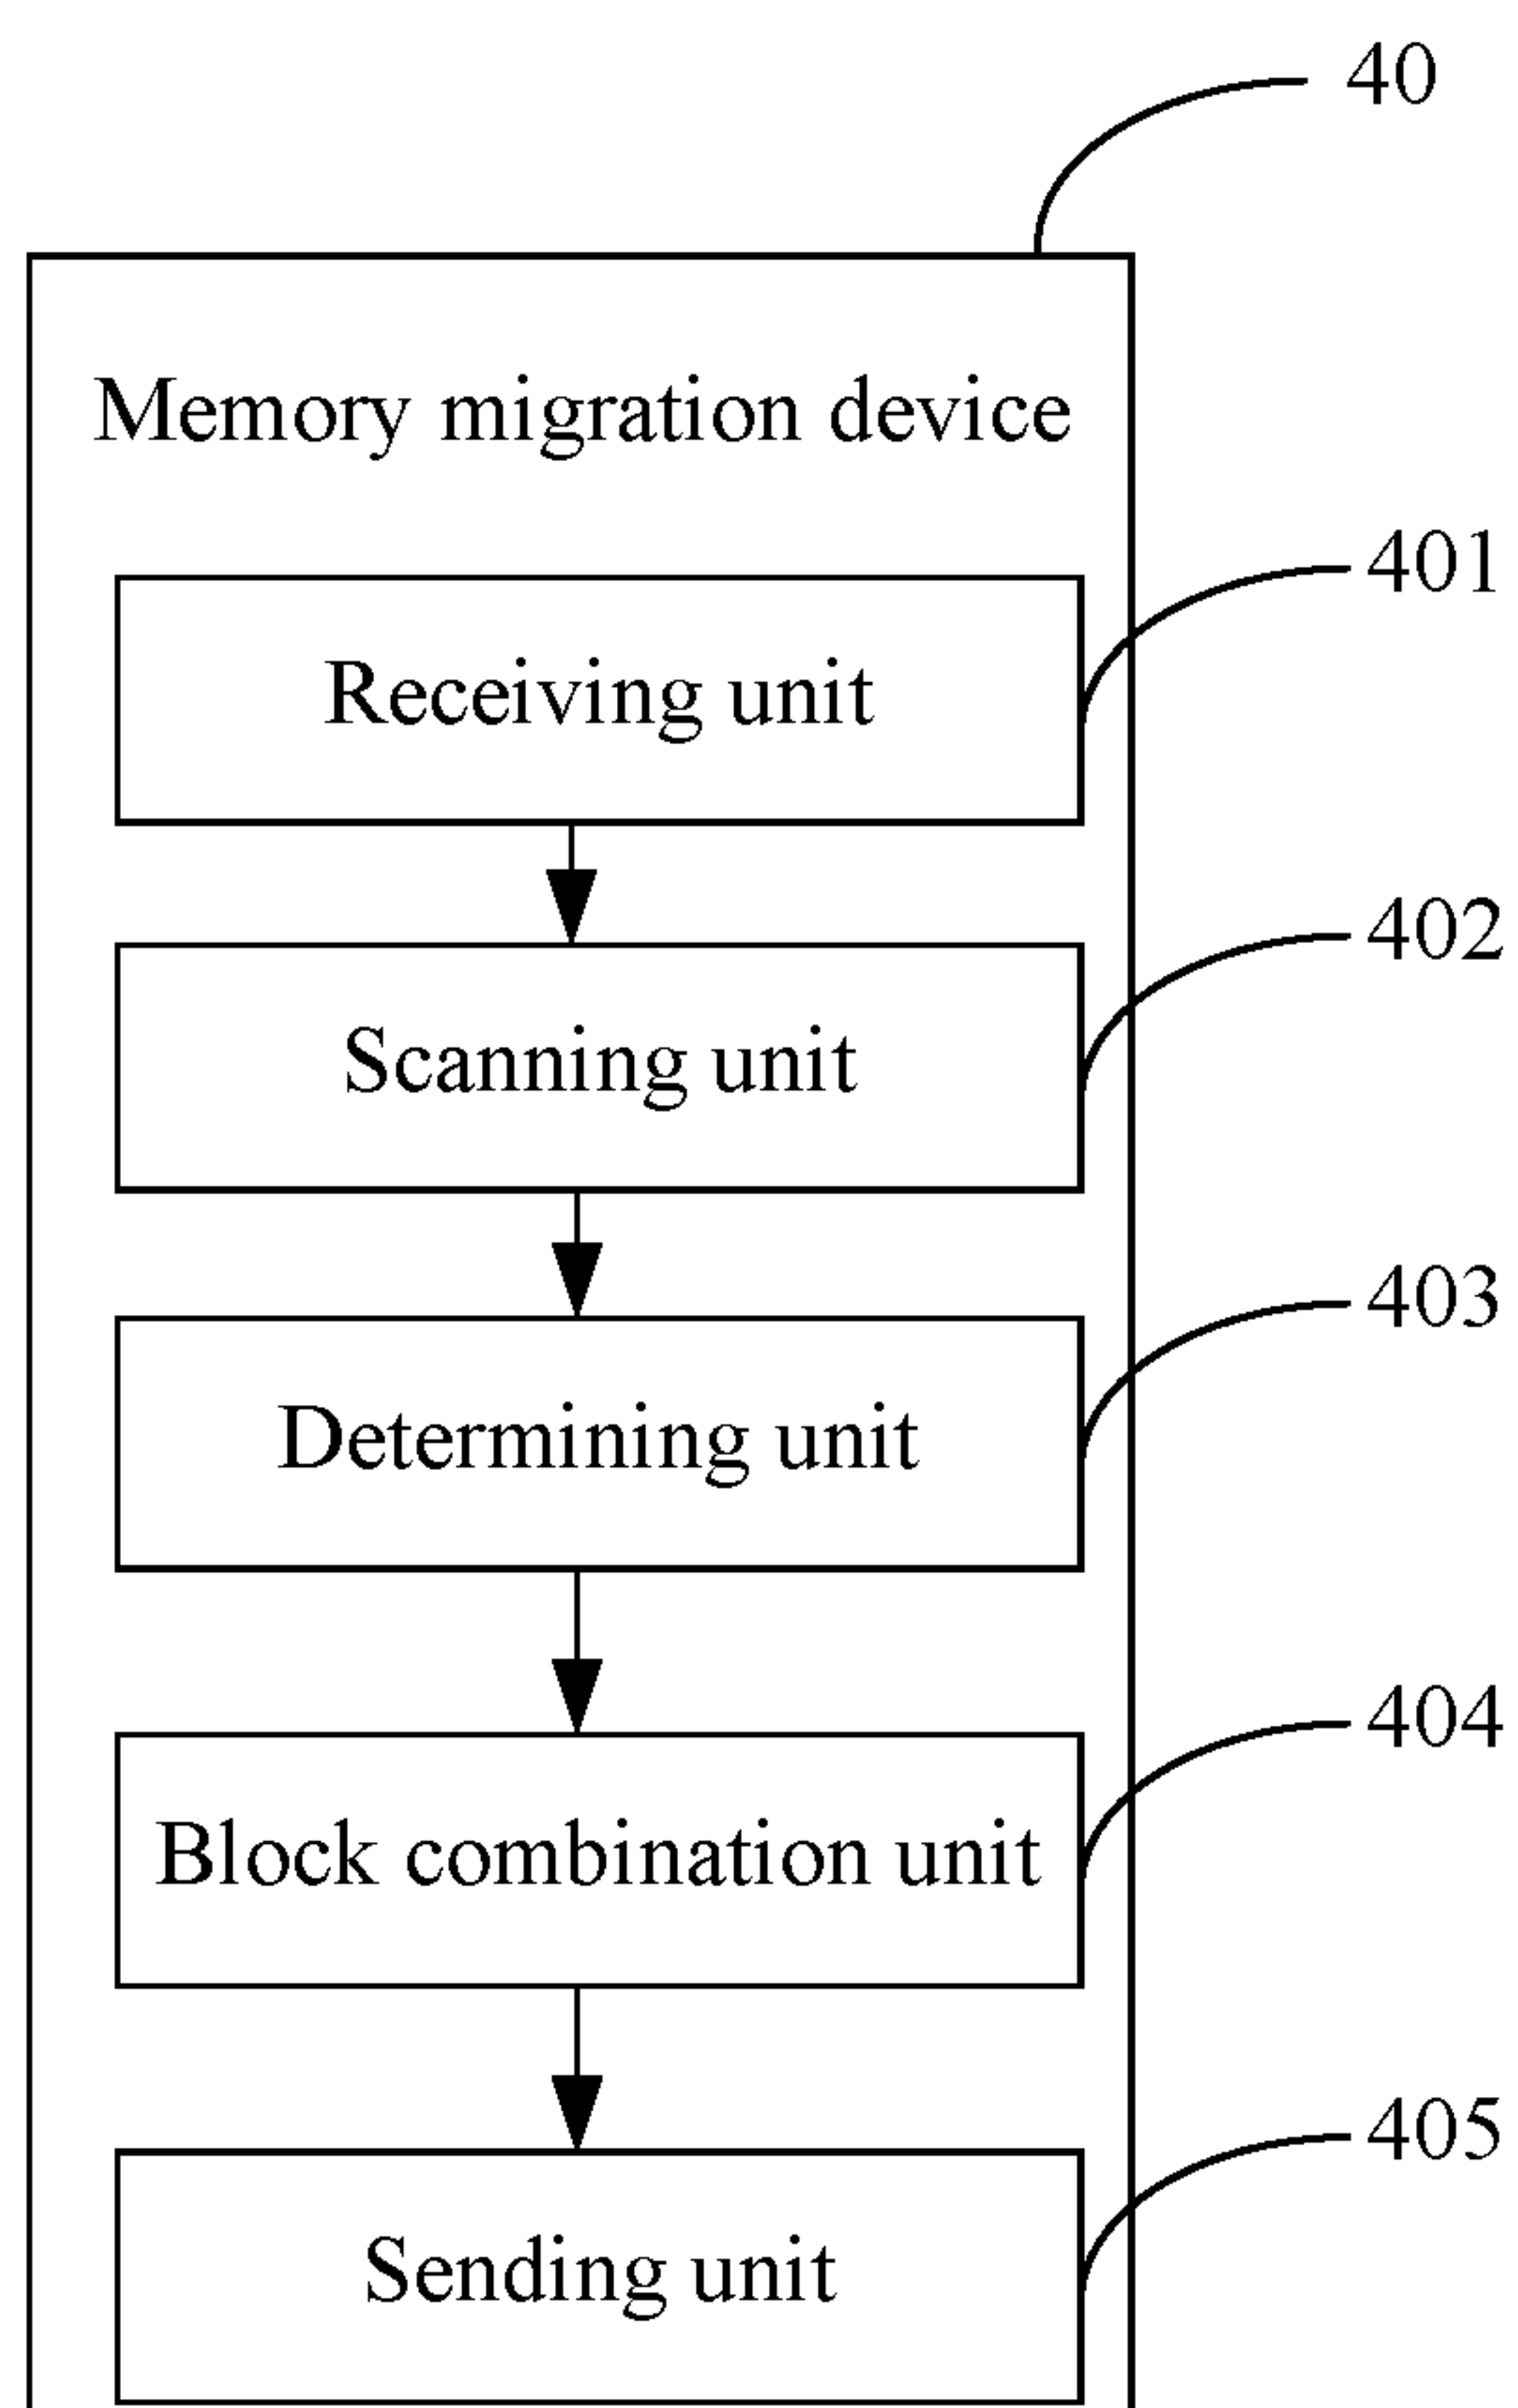 40
Memory migration device
401
Receiving unit
402
Scanning unit
403
Determining unit
404
Block combination unit
405
Sending unit